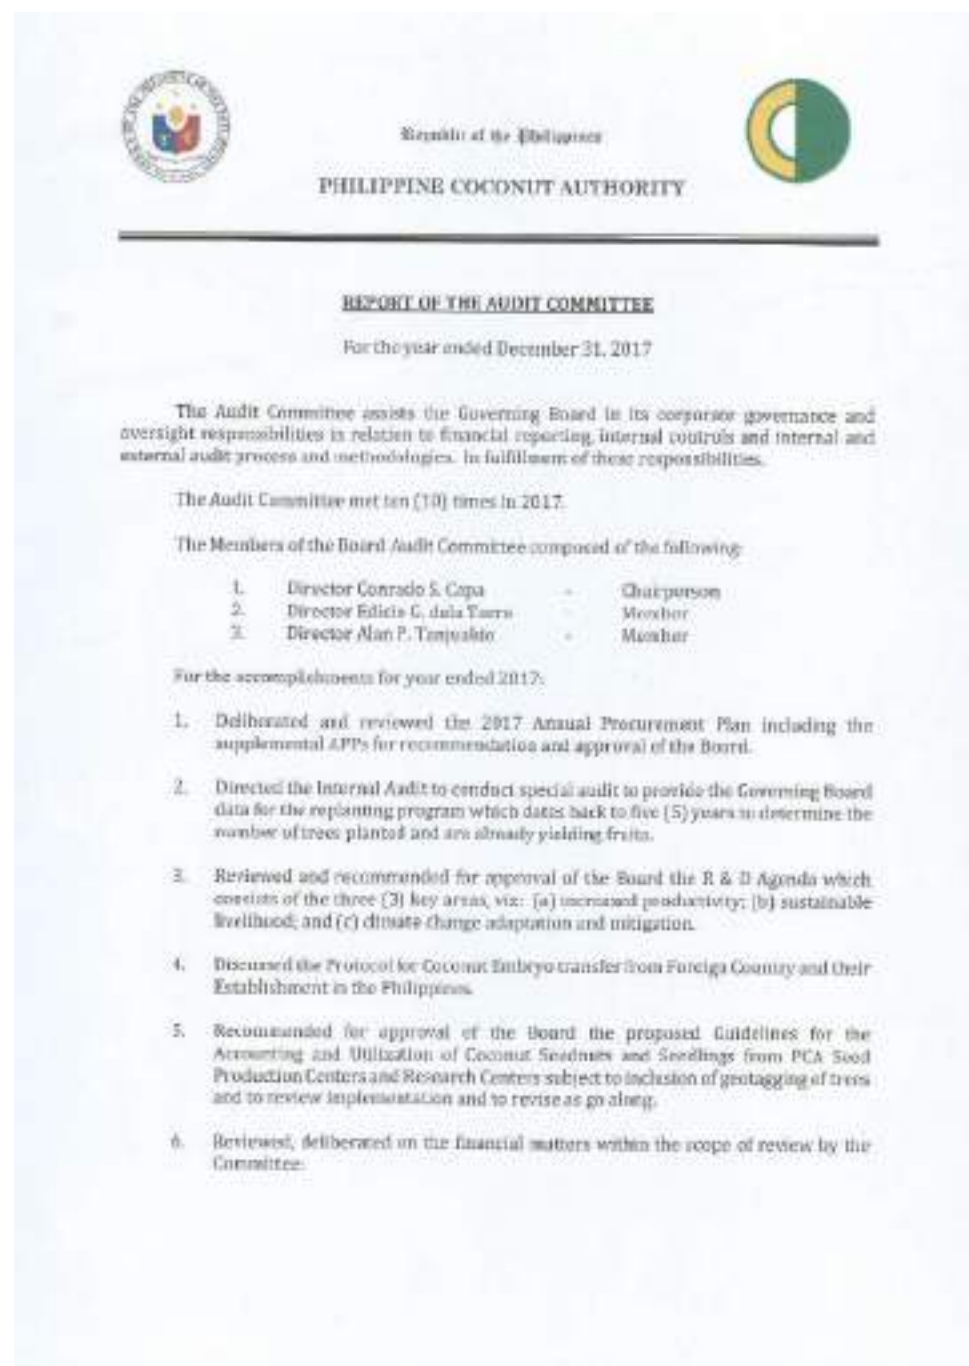 Republic of the Philippines
PHILIPPINE COCONUT AUTHORITY
REPORT OF THE AUDIT COMMITTEE
For the year ended December 31, 2017
The Audit Committee assists the Governing Board in its corporate governance and
oversight responsibilities in relation to financial reporting, internal controls and internal and
external audit process and methodologies. In fulfillment of these responsibilities.
The Audit Committee met ten (10) times in 2017.
The Members of the Board Audit Committee composed of the following:
1. Director Conrado S. Capa - Chairperson
2. Director Edicio G. dela Torre - Member
3. Director Alan P. - Member
For the accomplishments for year ended 2017:
1. Deliberated and reviewed the 2017 Annual Procurement Plan including the
supplemental APPs for recommendation and approval of the Board.
2. Directed the Internal Audit to conduct special audit to provide the Governing Board
data for the replanting program which dates back to five (5) years to determine the
number of trees planted and are already yielding fruits.
3. Reviewed and recommended for approval of the Board the R & D Agenda which
consists of the three (3) key areas, viz: (a) increased productivity; (b) sustainable
livelihood; and (c) climate change adaptation and mitigation.
4. Discussed the Protocol for Coconut Embryo transfer from Foreign Country and their
Establishment in the Philippines.
5. Recommended for approval of the Board the proposed Guidelines for the
Accounting and Utilization of Coconut Seednuts and Seedlings from PCA Seed
Production Centers and Research Centers subject to inclusion of geotagging of trees
and to review implementation and to revise as go along.
6. Reviewed, deliberated on the financial matters within the scope of review by the
Committee.